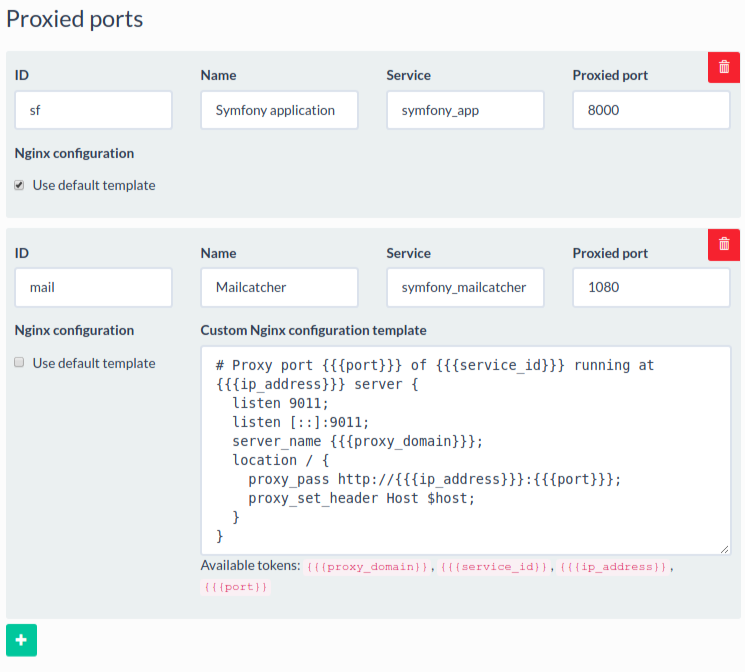 Proxied ports
ID Name Service Proxied port
sf Symfony application symfony_app 8000
Nginx configuration
Use default template
ID Name Service Proxied port
mail Mailcatcher symfony_mailcatcher 1080
Nginx configuration Custom Nginx configuration template
Use default template
# Proxy port {{{port}}} of {{{service_id}}} running at
{{{ip_address}}} server {
  listen 9011;
  listen [::]:9011;
  server_name {{{proxy_domain}}};
  location / {
    proxy_pass http://{{{ip_address}}}:{{{port}}};
    proxy_set_header Host $host;
  }
}
Available tokens: {{{proxy_domain}}, {{{service_id}}, {{{ip_address}},
{{{port}}